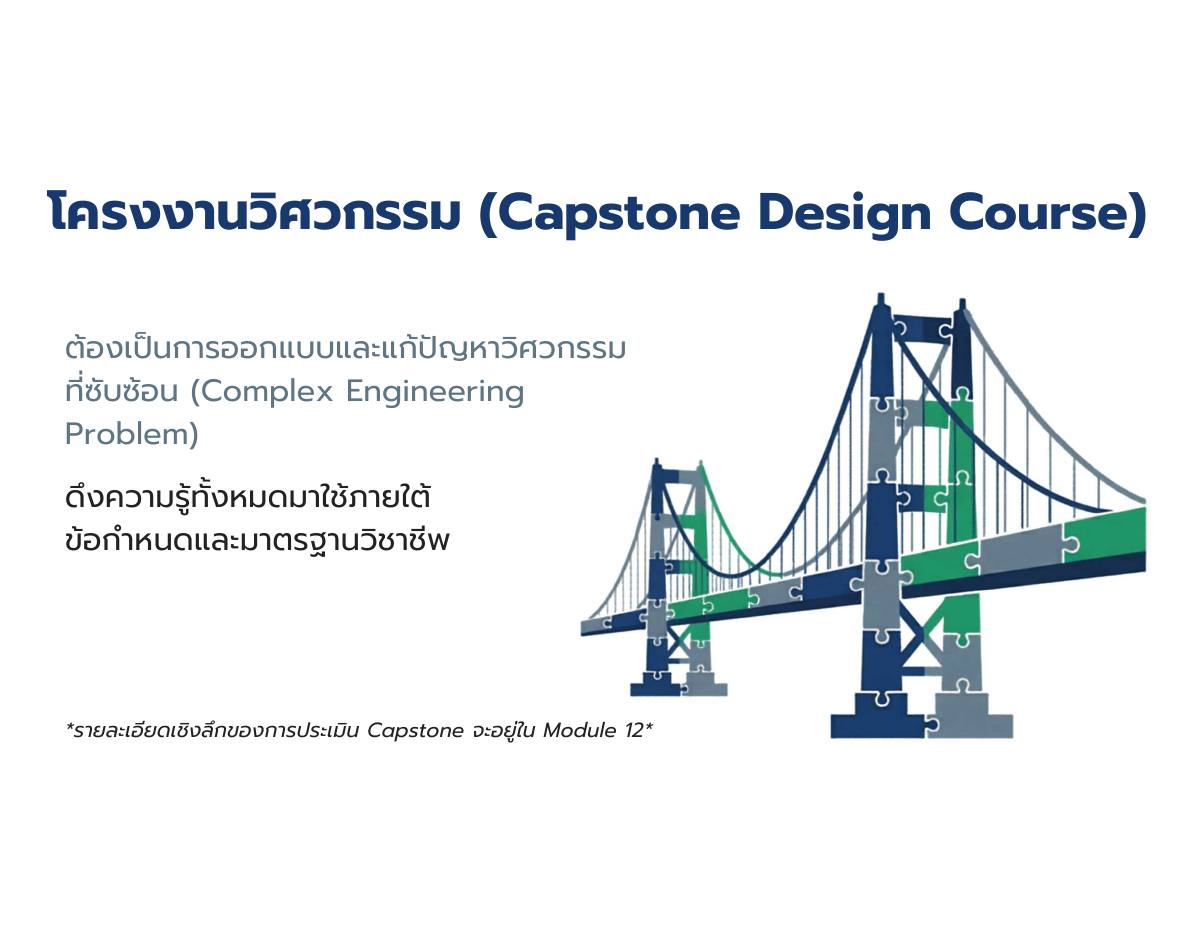 โครงงานวิศวกรรม (Capstone Design Course)
ต้องเป็นการออกแบบและแก้ปัญหาวิศวกรรม
ที่ซับซ้อน (Complex Engineering
Problem)
ดึงความรู้ทั้งหมดมาใช้ภายใต้
ข้อกำหนดและมาตรฐานวิชาชีพ
*รายละเอียดเชิงลึกของการประเมิน Capstone จะอยู่ใน Module 12*